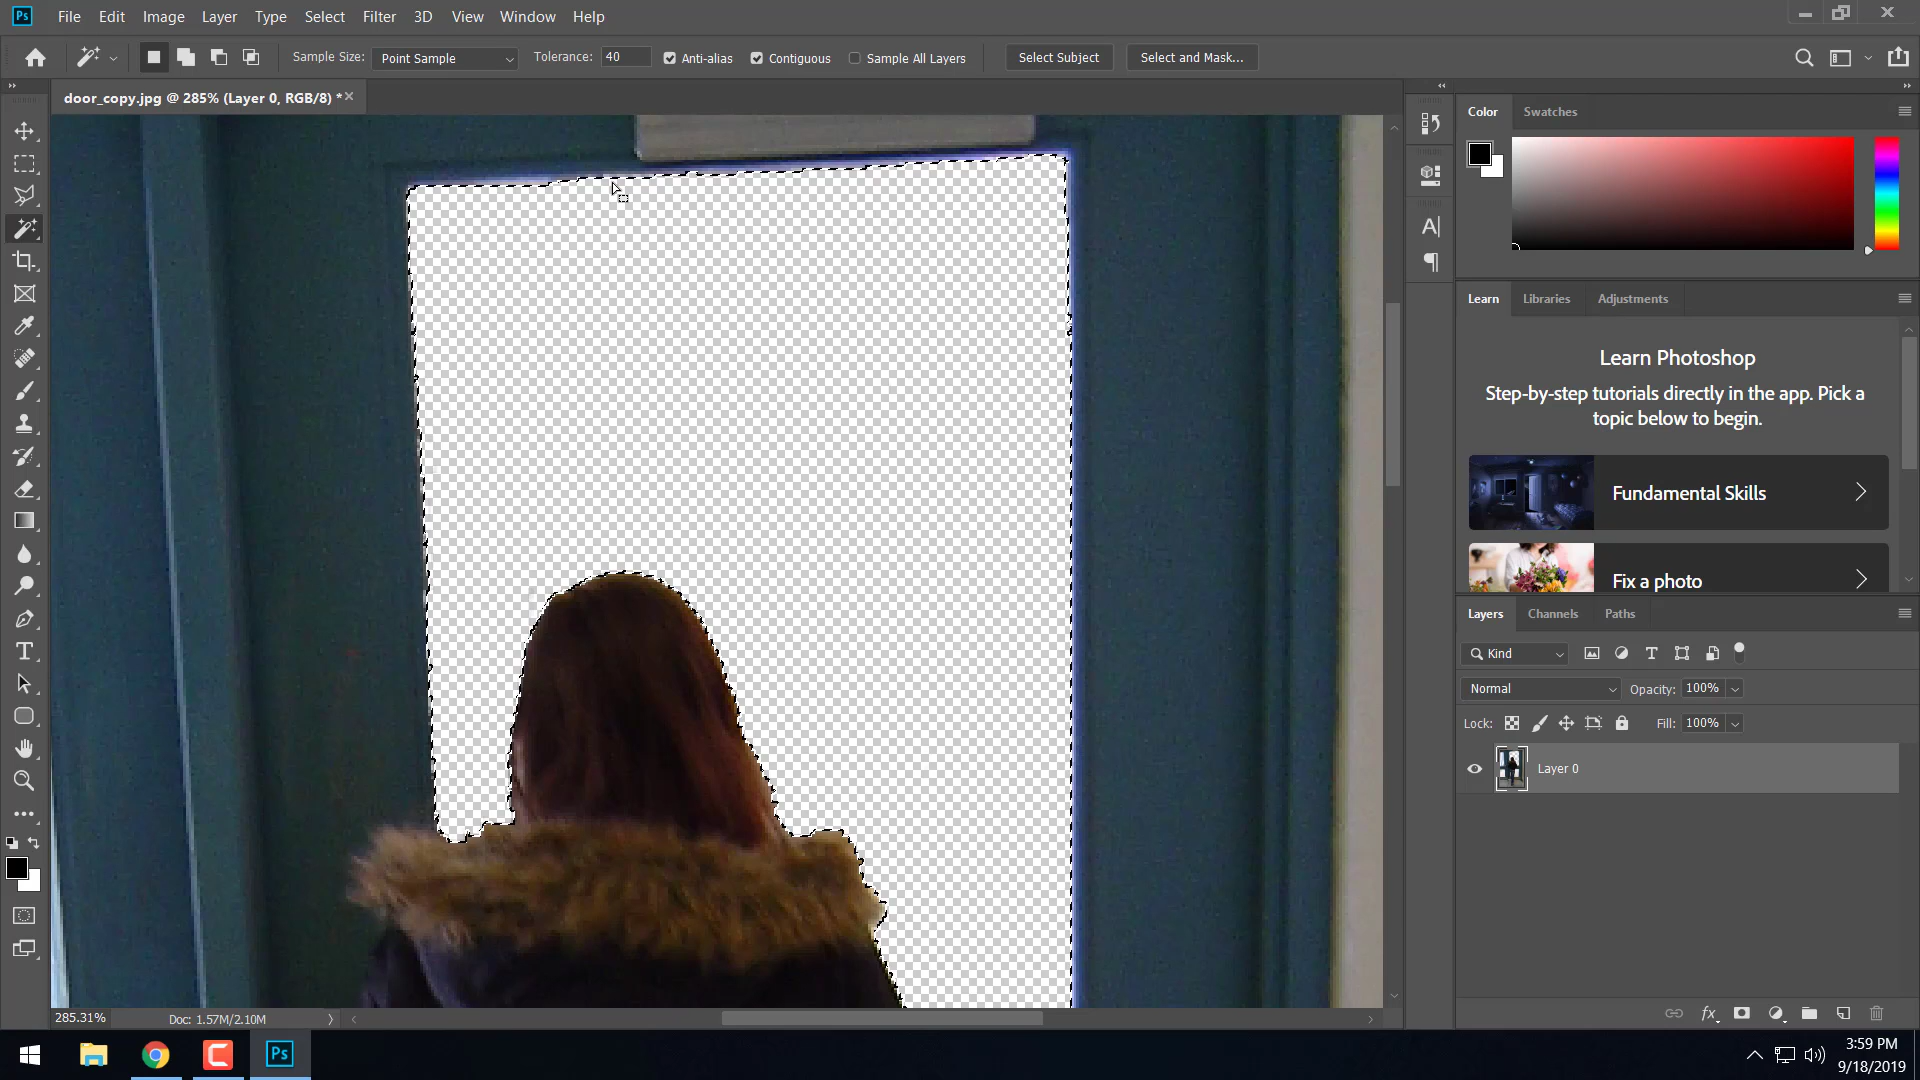 Ps File Edit Image Layer Type Select Filter 3D View Window Help
Sample Size: Point Sample Tolerance: 40 Anti-alias Contiguous Sample All Layers Select Subject Select and Mask...
door_copy.jpg @ 285% (Layer 0, RGB/8) *
Color Swatches
Learn Libraries Adjustments
Learn Photoshop
Step-by-step tutorials directly in the app. Pick a
topic below to begin.
Fundamental Skills
Fix a photo
Layers Channels Paths
Kind
Normal Opacity: 100%
Lock: Fill: 100%
Layer 0
fx
285.31% Doc: 1.57M/2.10M
Ps
3:59 PM
9/18/2019